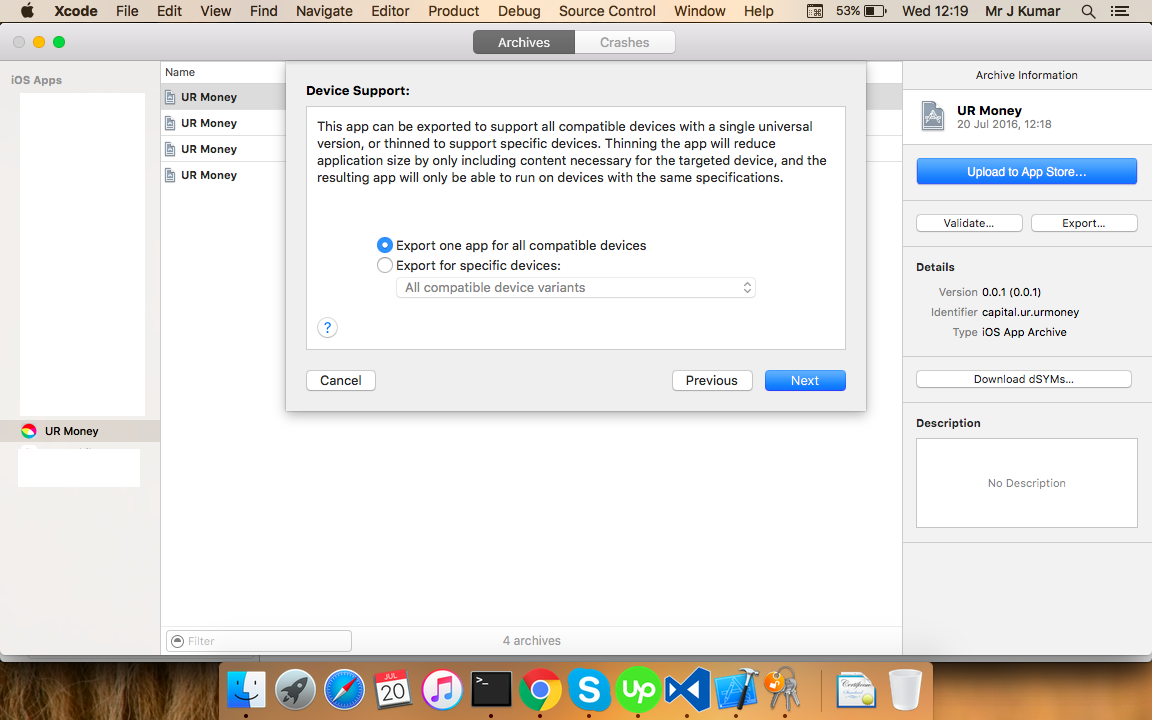 Xcode File Edit View Find Navigate Editor Product Debug Source Control Window Help 53% Wed 12:19 Mr J Kumar
Archives Crashes
iOS Apps
UR Money
Name
UR Money
UR Money
UR Money
UR Money
Device Support:
This app can be exported to support all compatible devices with a single universal
version, or thinned to support specific devices. Thinning the app will reduce
application size by only including content necessary for the targeted device, and the
resulting app will only be able to run on devices with the same specifications.
Export one app for all compatible devices
Export for specific devices:
All compatible device variants
?
Cancel Previous Next
Filter
4 archives
Archive Information
UR Money
20 Jul 2016, 12:18
Upload to App Store...
Validate... Export...
Details
Version 0.0.1 (0.0.1)
Identifier capital.ur.urmoney
Type iOS App Archive
Download dSYMs...
Description
No Description
JUL
20
>_
S
Up
Certificate